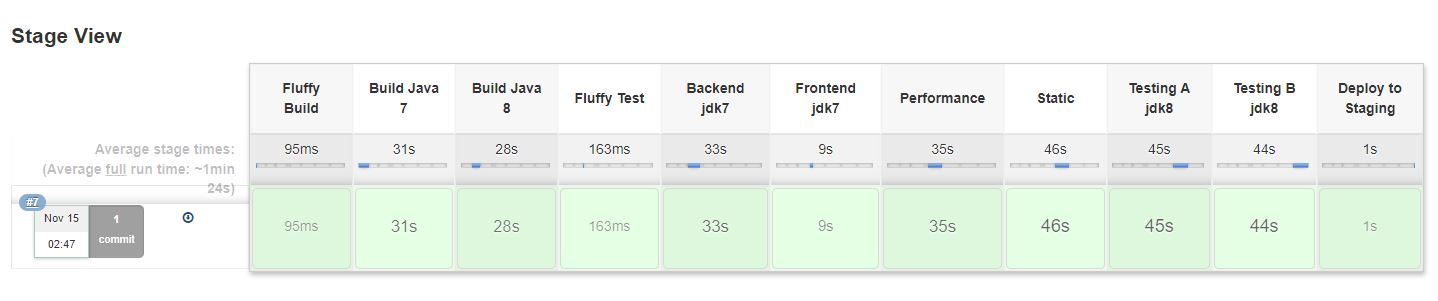 Stage View
Fluffy Build
Build Java 7
Build Java 8
Fluffy Test
Backend jdk7
Frontend jdk7
Performance
Static
Testing A jdk8
Testing B jdk8
Deploy to Staging
Average stage times:
(Average full run time: ~1min 24s)
95ms
31s
28s
163ms
33s
9s
35s
46s
45s
44s
1s
#7
Nov 15
02:47
1
commit
95ms
31s
28s
163ms
33s
9s
35s
46s
45s
44s
1s